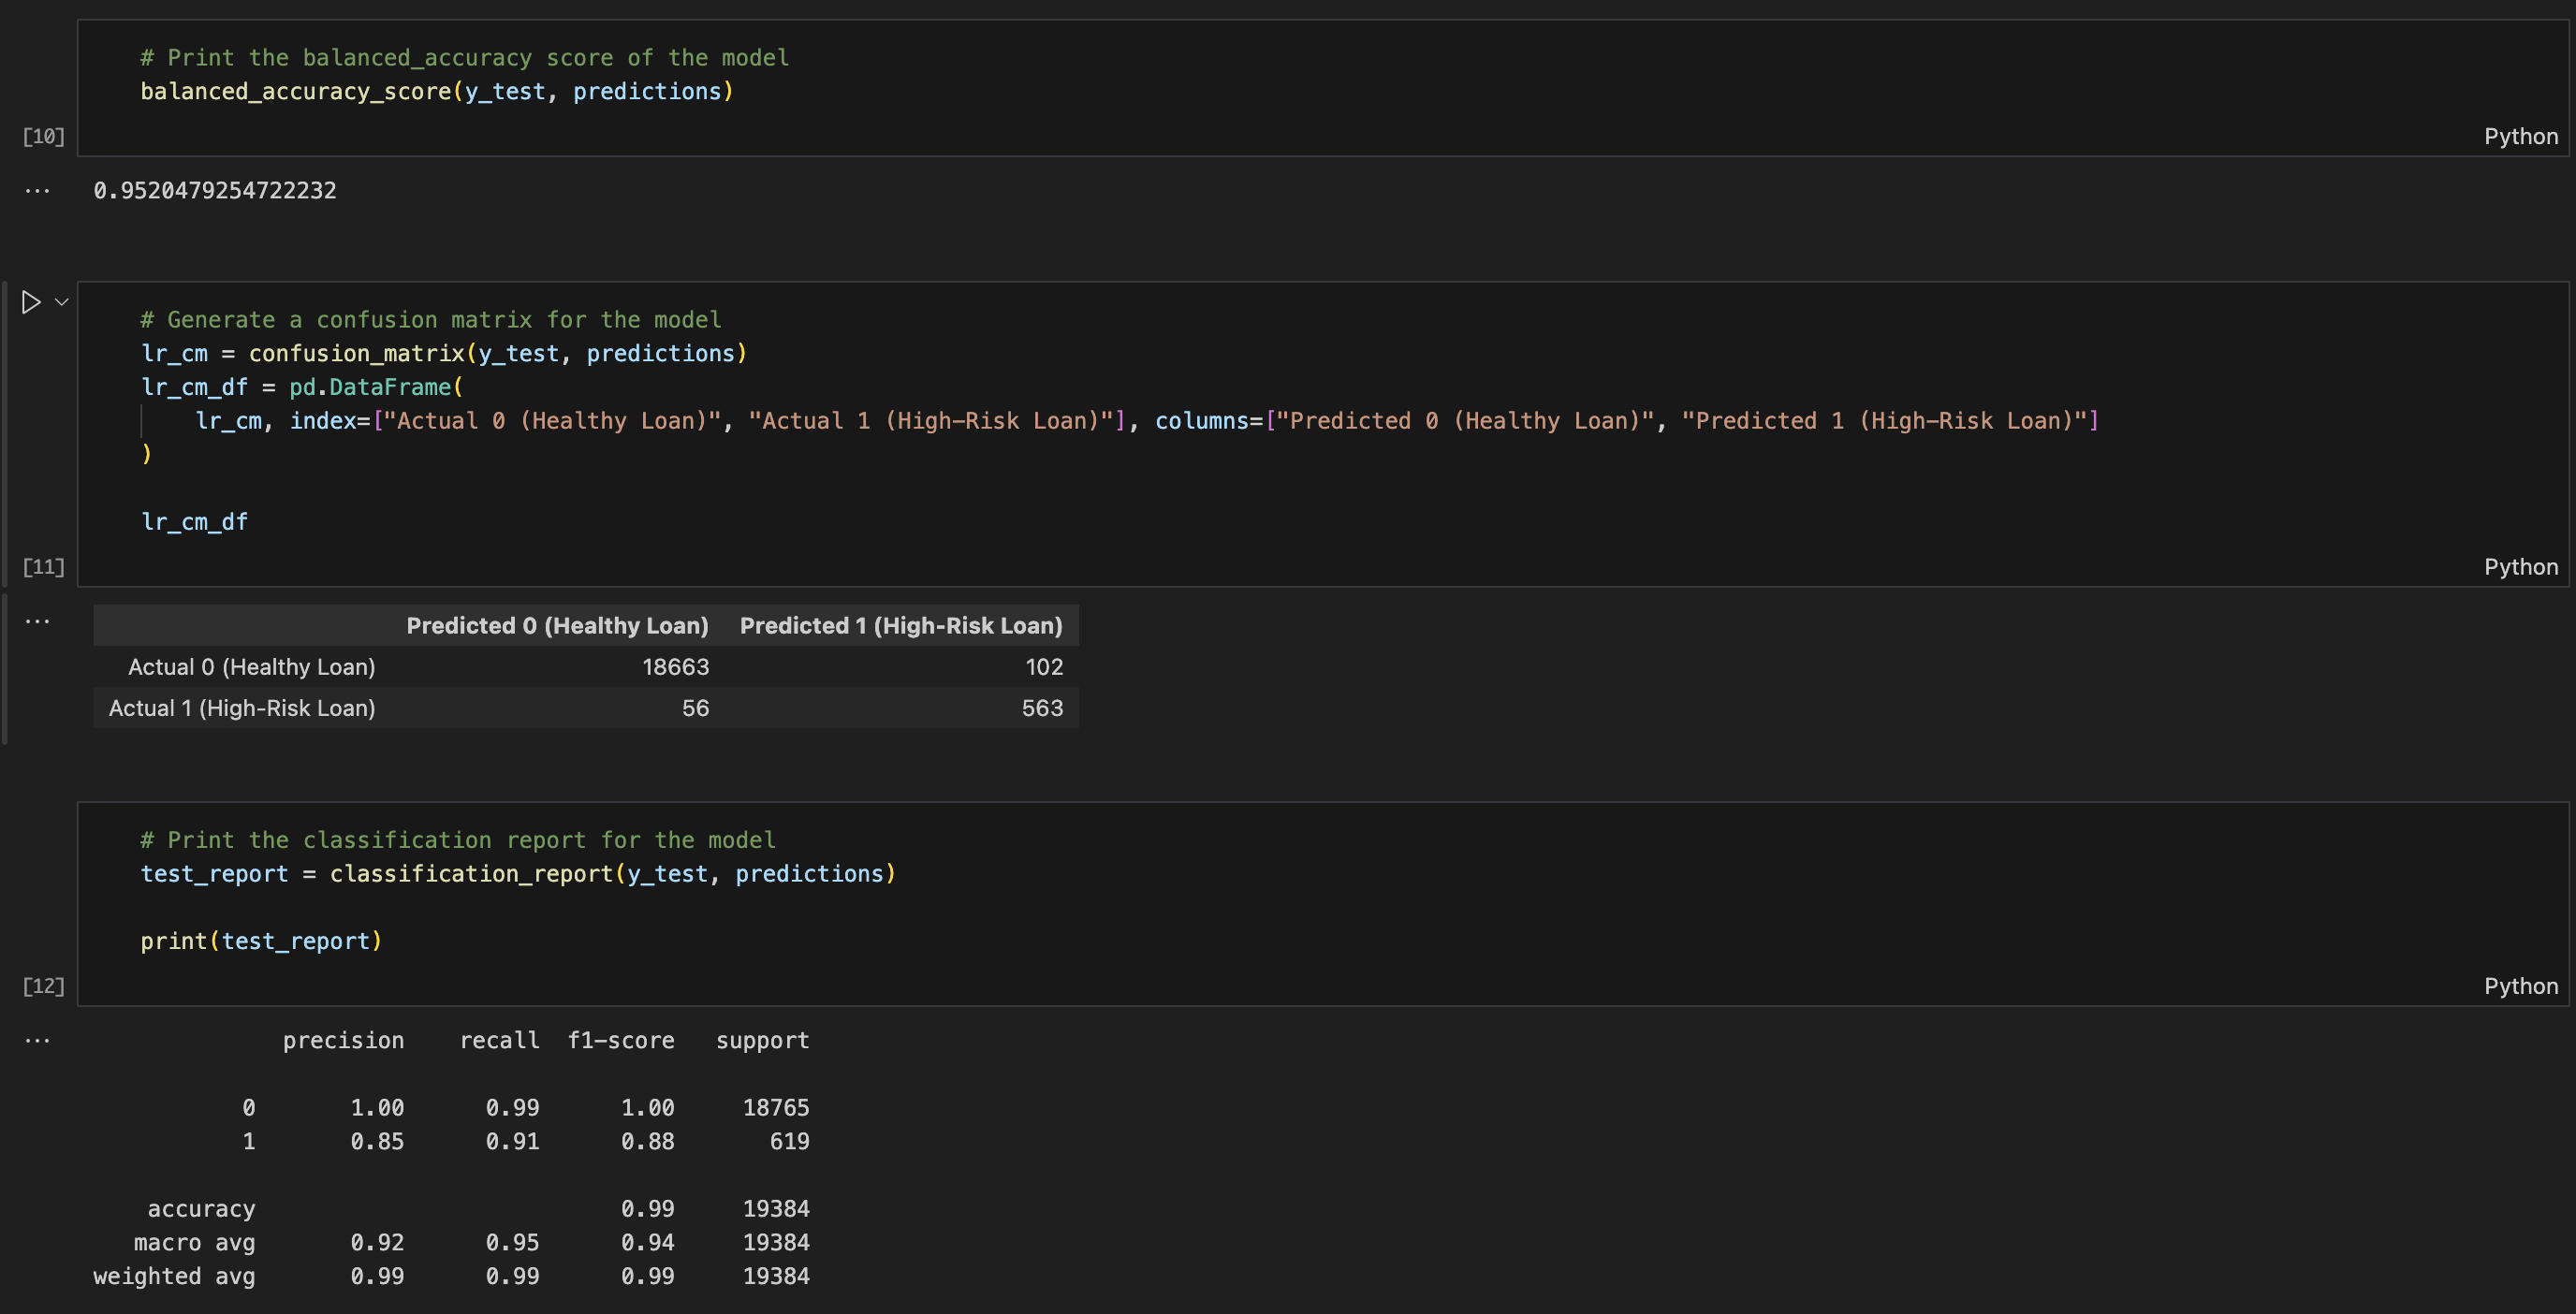 # Print the balanced_accuracy score of the model
balanced_accuracy_score(y_test, predictions)
[10]
Python
...
0.9520479254722232
# Generate a confusion matrix for the model
lr_cm = confusion_matrix(y_test, predictions)
lr_cm_df = pd.DataFrame(
    lr_cm, index=["Actual 0 (Healthy Loan)", "Actual 1 (High-Risk Loan)"], columns=["Predicted 0 (Healthy Loan)", "Predicted 1 (High-Risk Loan)"]
)
lr_cm_df
[11]
Python
...
Predicted 0 (Healthy Loan) Predicted 1 (High-Risk Loan)
Actual 0 (Healthy Loan) 18663 102
Actual 1 (High-Risk Loan) 56 563
# Print the classification report for the model
test_report = classification_report(y_test, predictions)
print(test_report)
[12]
Python
...
precision recall f1-score support
0 1.00 0.99 1.00 18765
1 0.85 0.91 0.88 619
accuracy 0.99 19384
macro avg 0.92 0.95 0.94 19384
weighted avg 0.99 0.99 0.99 19384